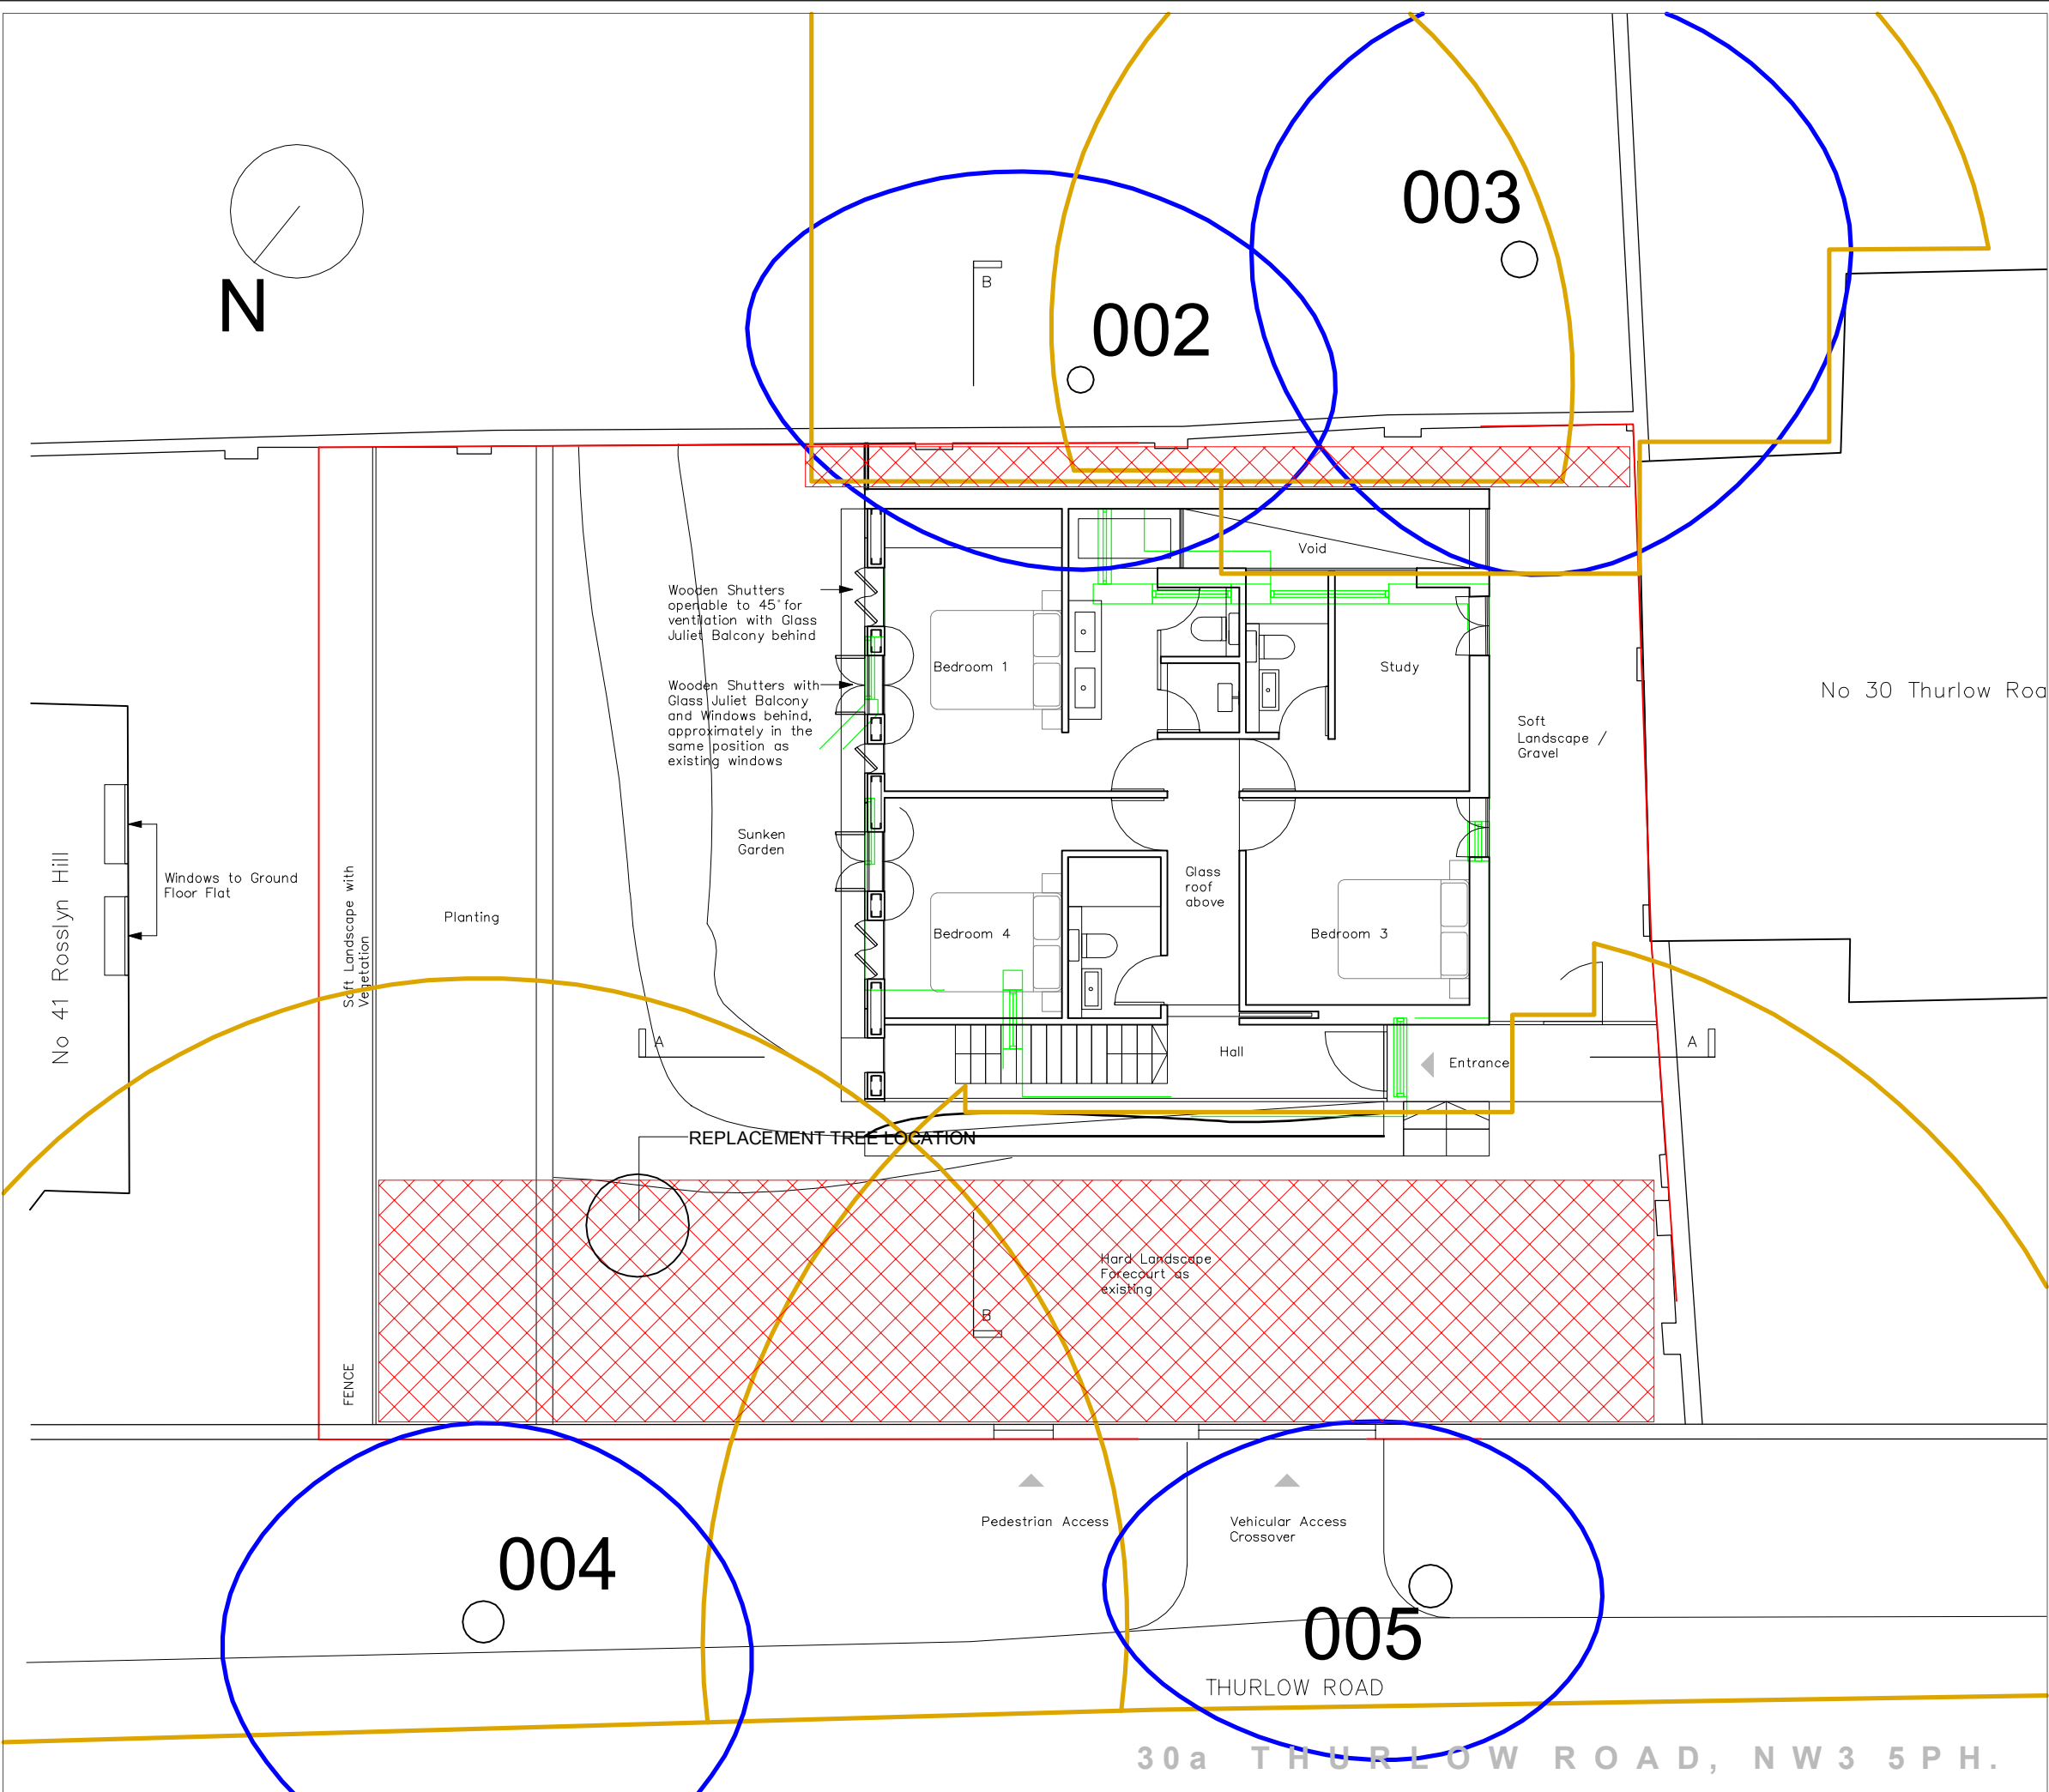 003
B
002
N
Void
Wooden Shutters
openable to 45° for
ventilation with Glass
Juliet Balcony behind
Bedroom 1
Study
Wooden Shutters with
Glass Juliet Balcony
and Windows behind,
approximately in the
same position as
existing windows
No 30 Thurlow Roa
Soft
Landscape /
Gravel
Sunken
Garden
No 41 Rosslyn Hill
Windows to Ground
Floor Flat
Soft Landscape with
Vegetation
Planting
Glass
roof
above
Bedroom 4
Bedroom 3
A
Hall
Entrance
A
REPLACEMENT TREE LOCATION
Hard Landscape
Forecourt as
existing
B
FENCE
Pedestrian Access
Vehicular Access
Crossover
004
005
THURLOW ROAD
30a THURLOW ROAD, NW3 5PH.